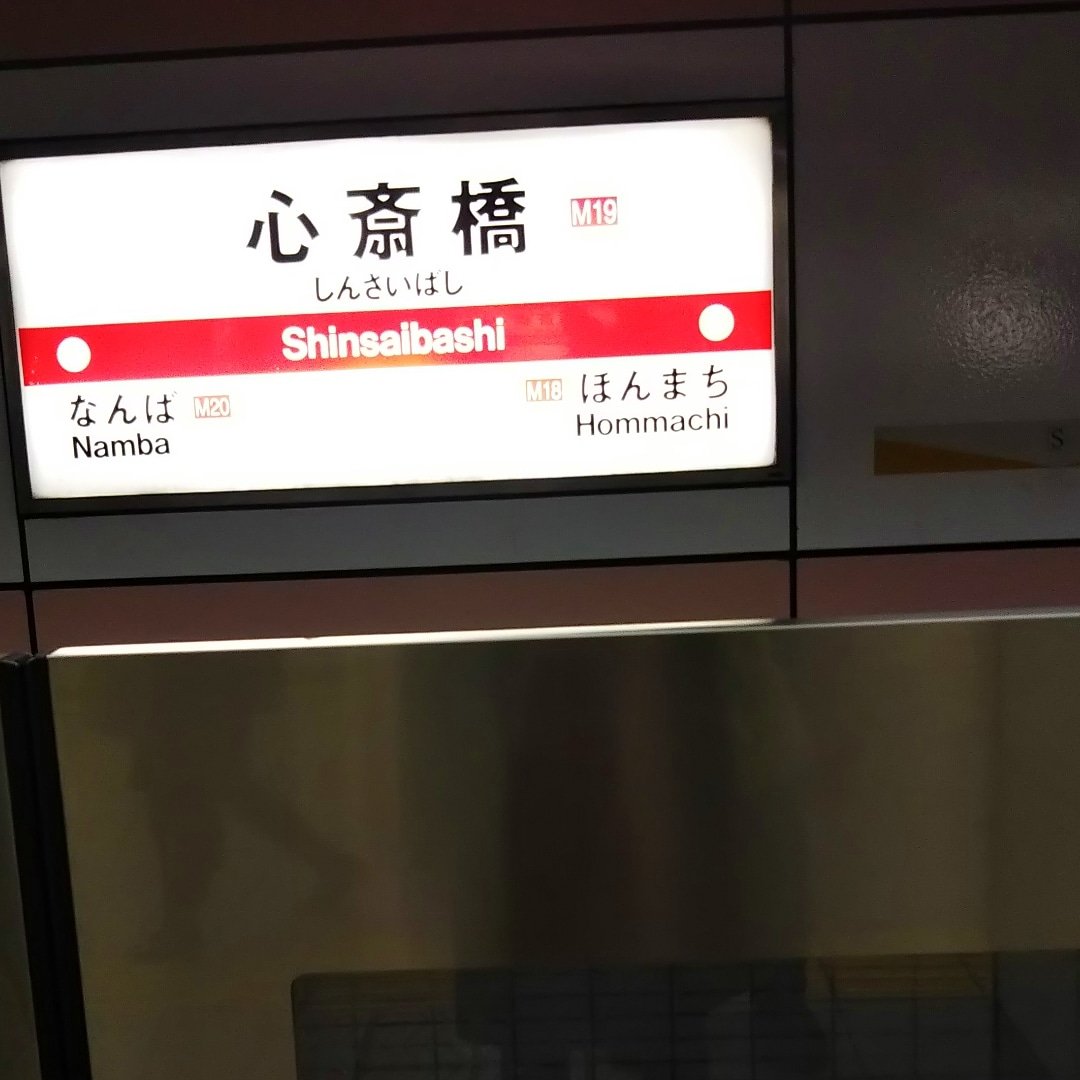 心斎橋 M19
しんさいばし
Shinsaibashi
なんば M20
Namba
M18 ほんまち
Hommachi
S